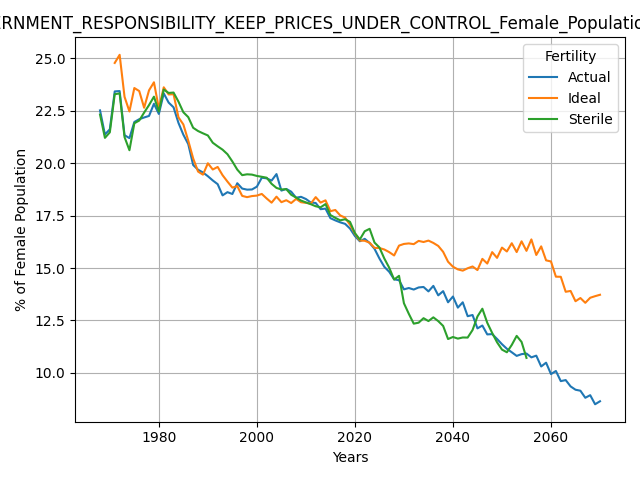 ERNMENT_RESPONSIBILITY_KEEP_PRICES_UNDER_CONTROL_Female_Populatio
25.0
22.5
20.0
17.5
15.0
12.5
10.0
% of Female Population
Fertility
Actual
Ideal
Sterile
1980
2000
2020
2040
2060
Years